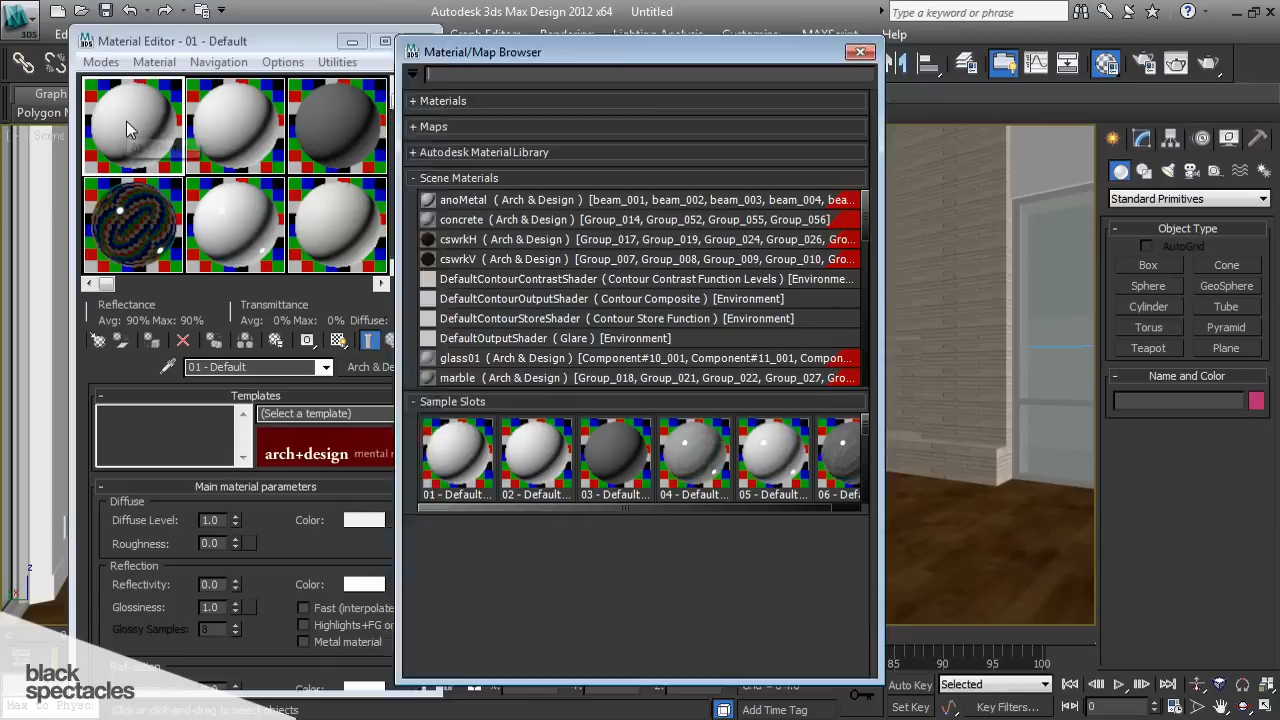 Autodesk 3ds Max Design 2012 x64 Untitled
Type a keyword or phrase
Material Editor - 01 - Default
Modes Material Navigation Options Utilities
Material/Map Browser
+ Materials
+ Maps
+ Autodesk Material Library
- Scene Materials
anoMetal ( Arch & Design ) [beam_001, beam_002, beam_003, beam_004, bea...
concrete ( Arch & Design ) [Group_014, Group_052, Group_055, Group_056]
cswrkH ( Arch & Design ) [Group_017, Group_019, Group_024, Group_026, Gro...
cswrkV ( Arch & Design ) [Group_007, Group_008, Group_009, Group_010, Gro...
DefaultContourContrastShader ( Contour Contrast Function Levels ) [Environme...
DefaultContourOutputShader ( Contour Composite ) [Environment]
DefaultContourStoreShader ( Contour Store Function ) [Environment]
DefaultOutputShader ( Glare ) [Environment]
glass01 ( Arch & Design ) [Component#10_001, Component#11_001, Compon...
marble ( Arch & Design ) [Group_018, Group_021, Group_022, Group_027, Gro...
- Sample Slots
01 - Default... 02 - Default... 03 - Default... 04 - Default... 05 - Default... 06 - Defa
Reflectance
Avg: 90% Max: 90%
Transmittance
Avg: 0% Max: 0% Diffuse:
01 - Default
Arch & De
- Templates
(Select a template)
arch+design mental
- Main material parameters
Diffuse
Diffuse Level: 1.0 Color:
Roughness: 0.0
Reflection
Reflectivity: 0.0 Color:
Glossiness: 1.0 Fast (interpolate
Glossy Samples: 8 Highlights+FG or
Metal material
Color:
Graph
Polygon M
Standard Primitives
- Object Type
AutoGrid
Box Cone
Sphere GeoSphere
Cylinder Tube
Torus Pyramid
Teapot Plane
- Name and Color
85 90 95 100
Auto Key Selected
Set Key Key Filters... 0
Add Time Tag
Click or click-and-drag to select objects
Max to Physc
black
spectacles